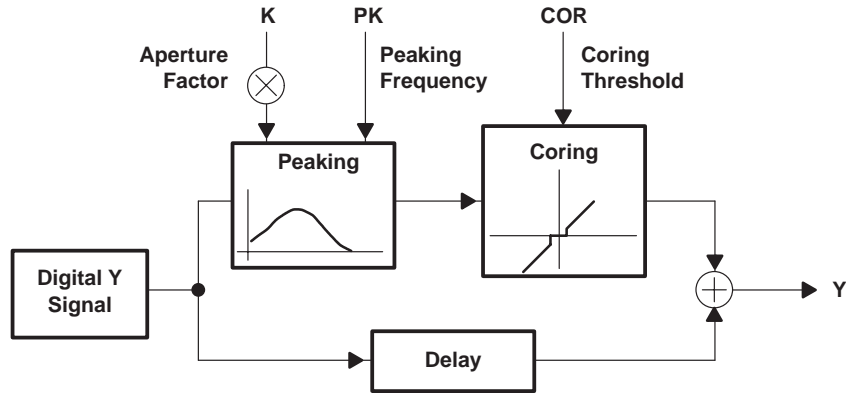 K
PK
COR
Aperture
Factor
Peaking
Frequency
Coring
Threshold
Peaking
Coring
Digital Y
Signal
Y
Delay